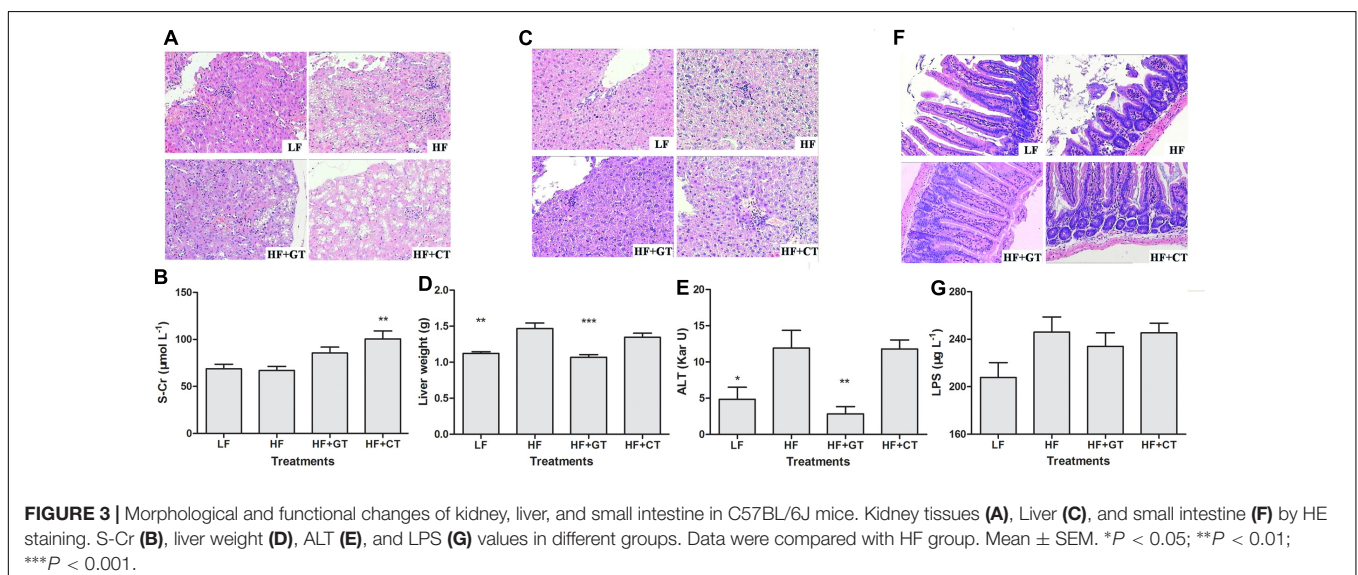 A
LF
HF
HF+GT
HF+CT
C
LF
HF
HF+GT
HF+CT
F
LF
HF
HF+GT
HF+CT
B
S-Cr (µmol L⁻¹)
150
100
50
0
LF HF HF+GT HF+CT
Treatments
D
Liver weight (g)
2.0
1.5
1.0
0.5
0.0
** ***
LF HF HF+GT HF+CT
Treatments
E
ALT (Kar U)
20
15
10
5
0
* **
LF HF HF+GT HF+CT
Treatments
G
LPS (µg L⁻¹)
280
240
200
160
LF HF HF+GT HF+CT
Treatments
**
FIGURE 3 | Morphological and functional changes of kidney, liver, and small intestine in C57BL/6J mice. Kidney tissues (A), Liver (C), and small intestine (F) by HE
staining. S-Cr (B), liver weight (D), ALT (E), and LPS (G) values in different groups. Data were compared with HF group. Mean ± SEM. *P < 0.05; **P < 0.01;
***P < 0.001.